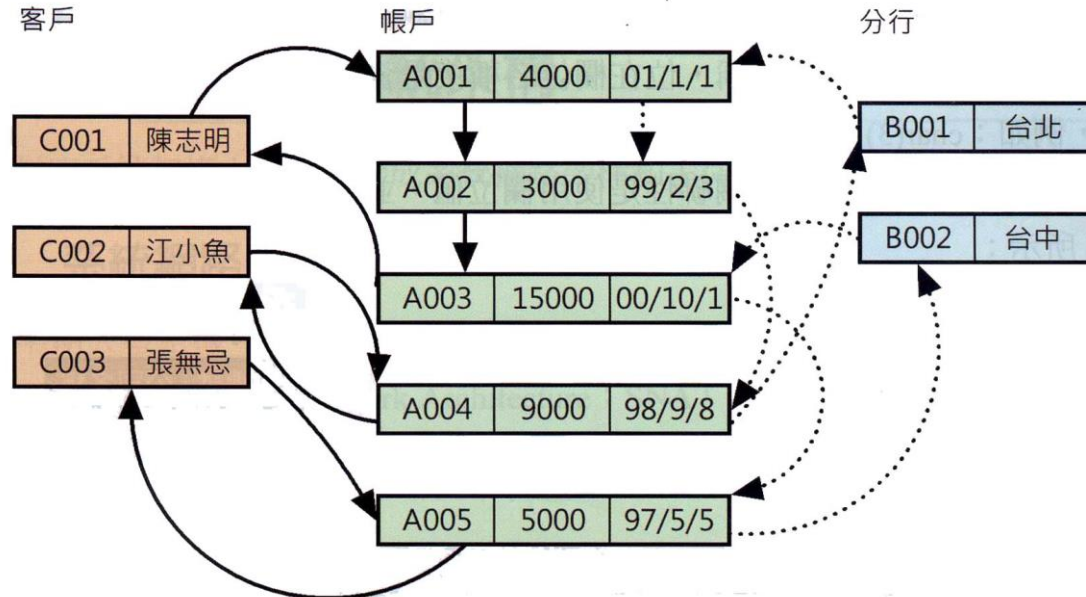 客戶
帳戶
分行
A001 4000 01/1/1
C001 陳志明
B001 台北
A002 3000 99/2/3
C002 江小魚
B002 台中
A003 15000 00/10/1
C003 張無忌
A004 9000 98/9/8
A005 5000 97/5/5